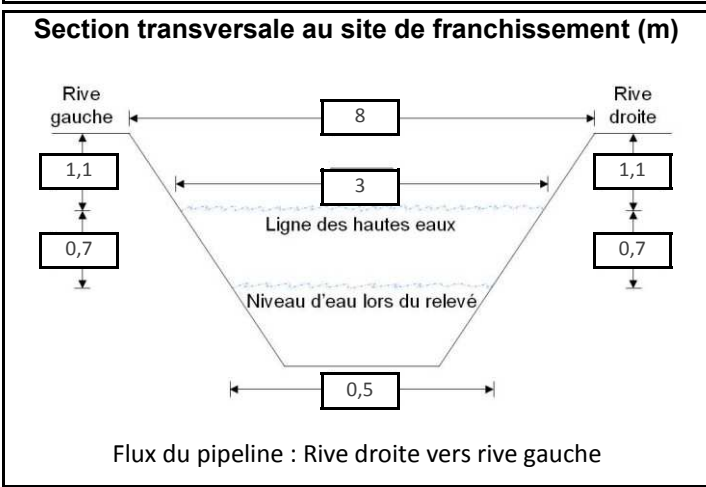 Section transversale au site de franchissement (m)
Rive
gauche
8
Rive
droite
1,1
3
1,1
Ligne des hautes eaux
0,7
0,7
Niveau d'eau lors du relevé
0,5
Flux du pipeline : Rive droite vers rive gauche